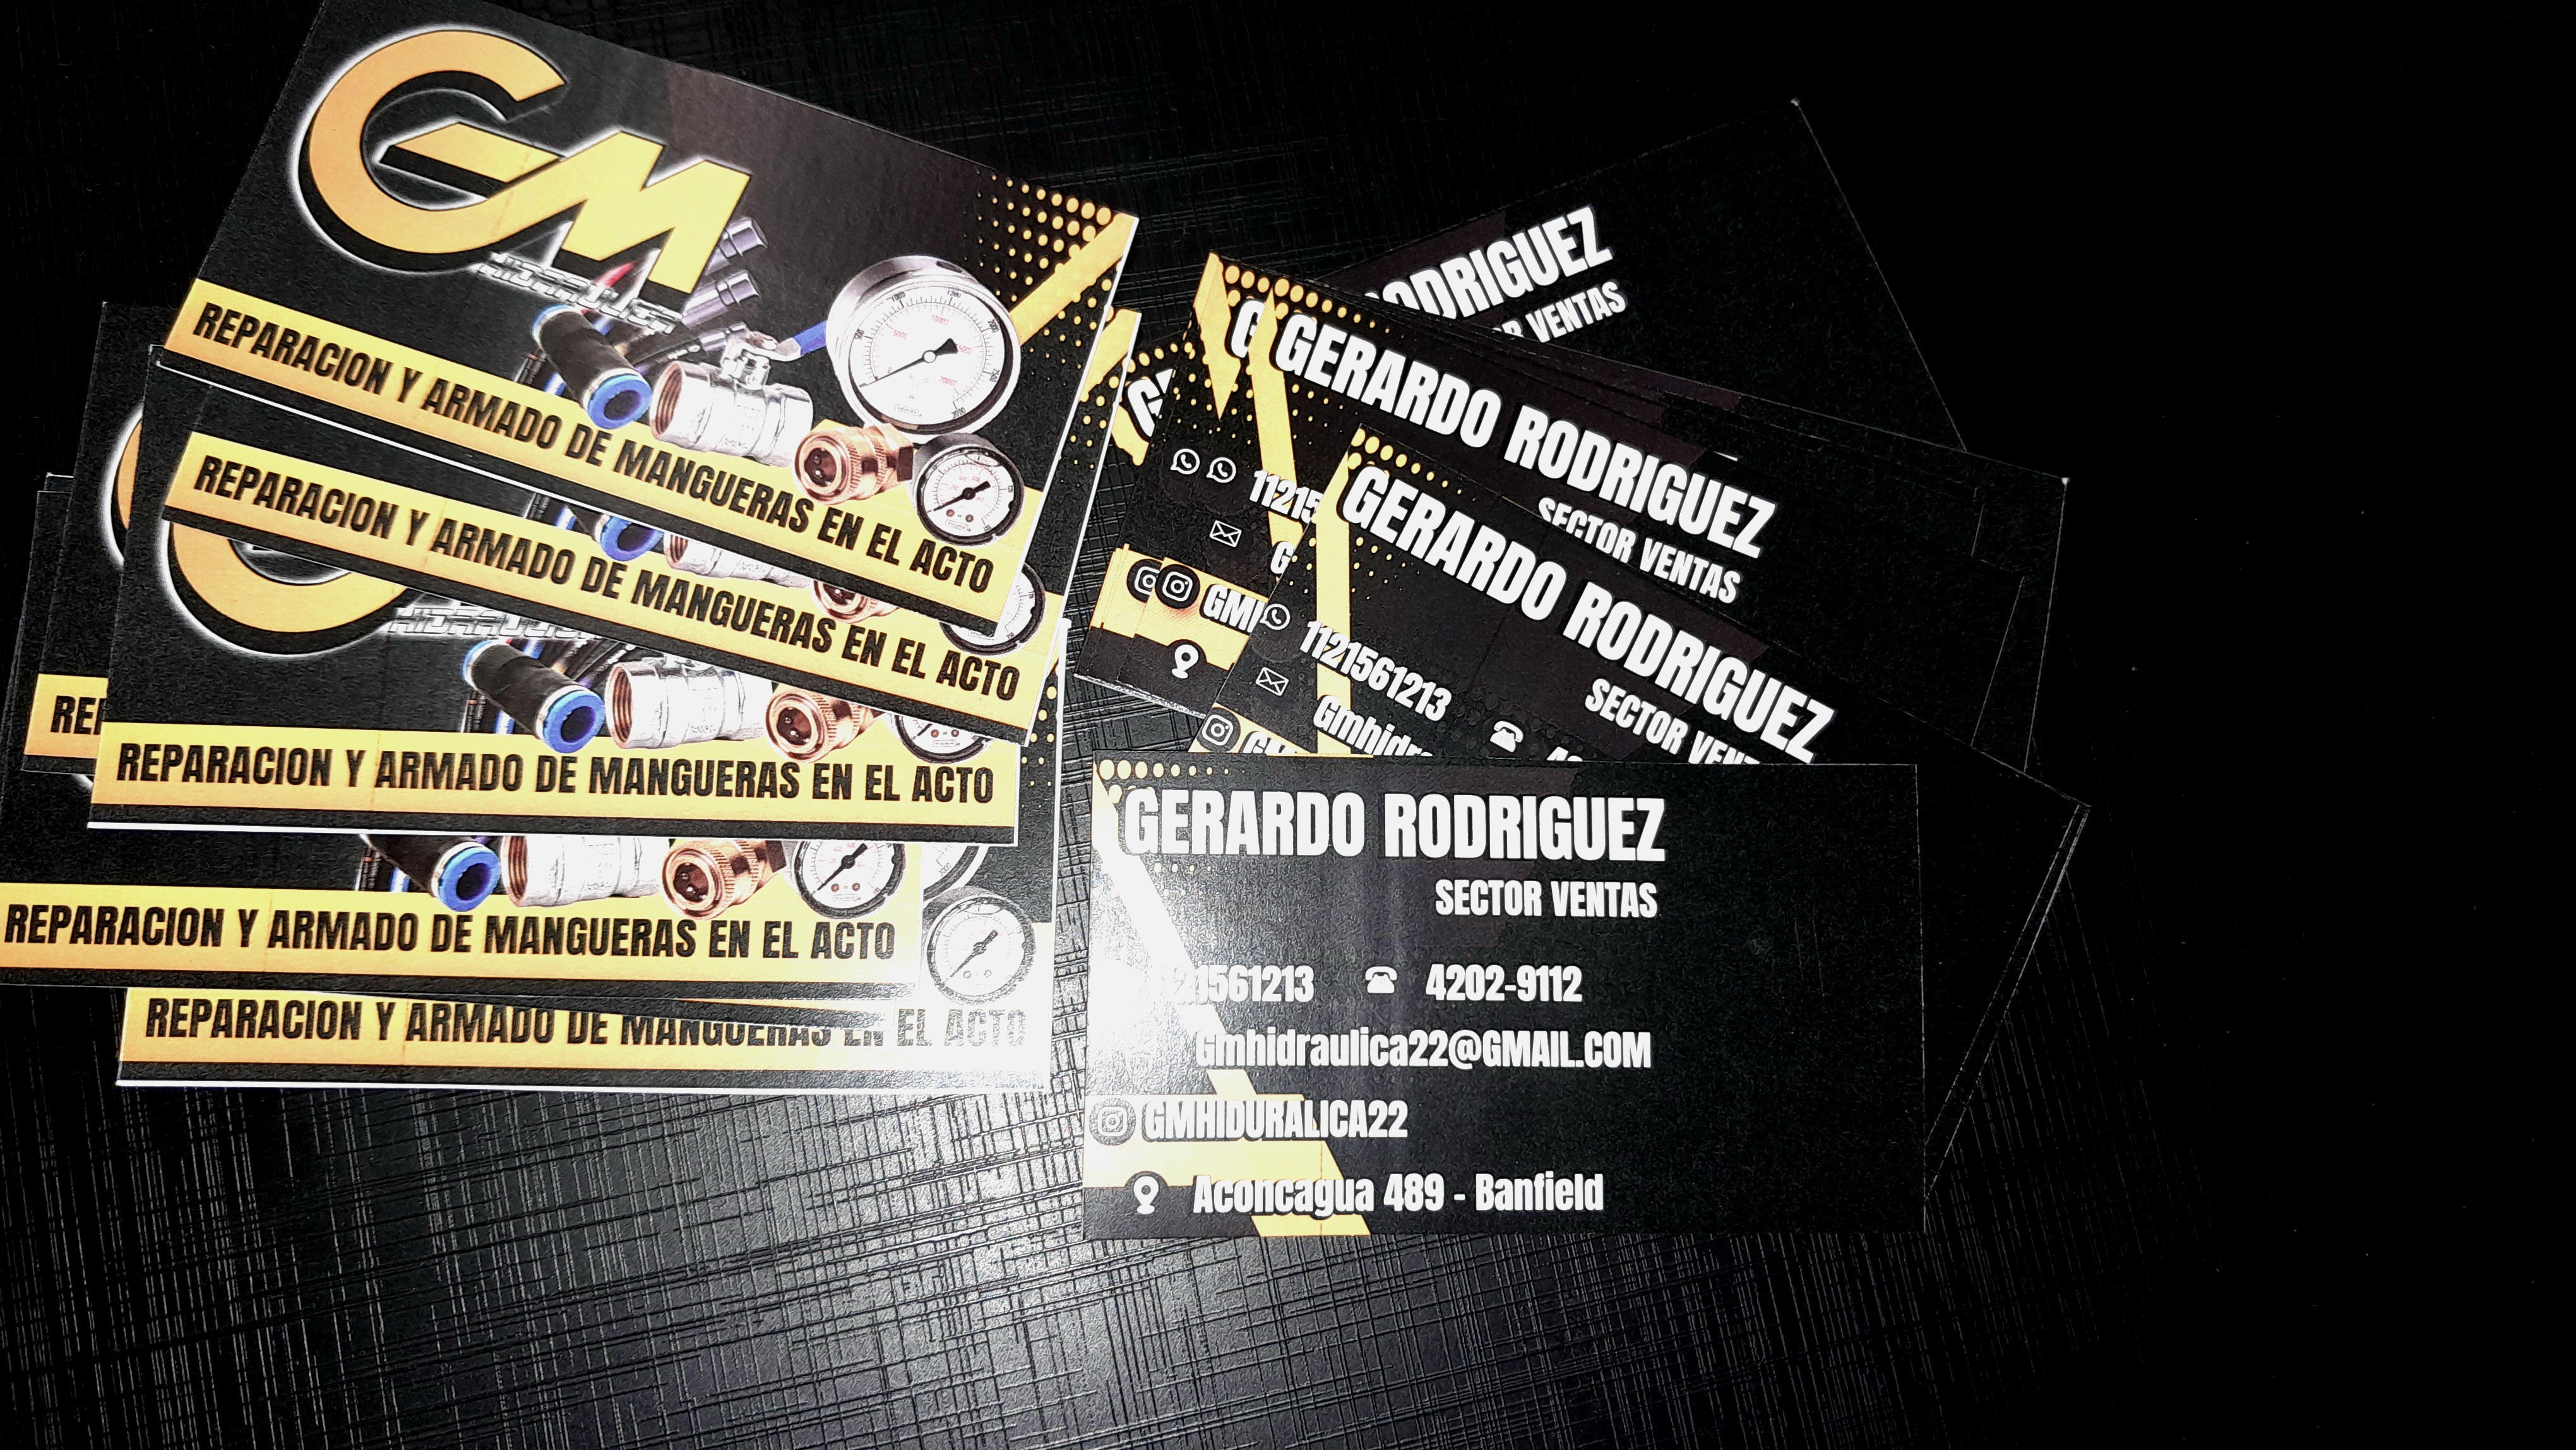 GM
HIDRAULICA
REPARACION Y ARMADO DE MANGUERAS EN EL ACTO
REPARACION Y ARMADO DE MANGUERAS EN EL ACTO
HIDRAULICA
REPARACION Y ARMADO DE MANGUERAS EN EL ACTO
REPARACION Y ARMADO DE MANGUERAS EN EL ACTO
REPARACION Y ARMADO DE MANGUERAS EN EL ACTO
RODRIGUEZ
VENTAS
GERARDO RODRIGUEZ
SECTOR VENTAS
GERARDO RODRIGUEZ
SECTOR
1121561213
GERARDO RODRIGUEZ
SECTOR VENTAS
21561213 4202-9112
Gmhidraulica22@GMAIL.COM
GMHIDURALICA22
Aconcagua 489 - Banfield